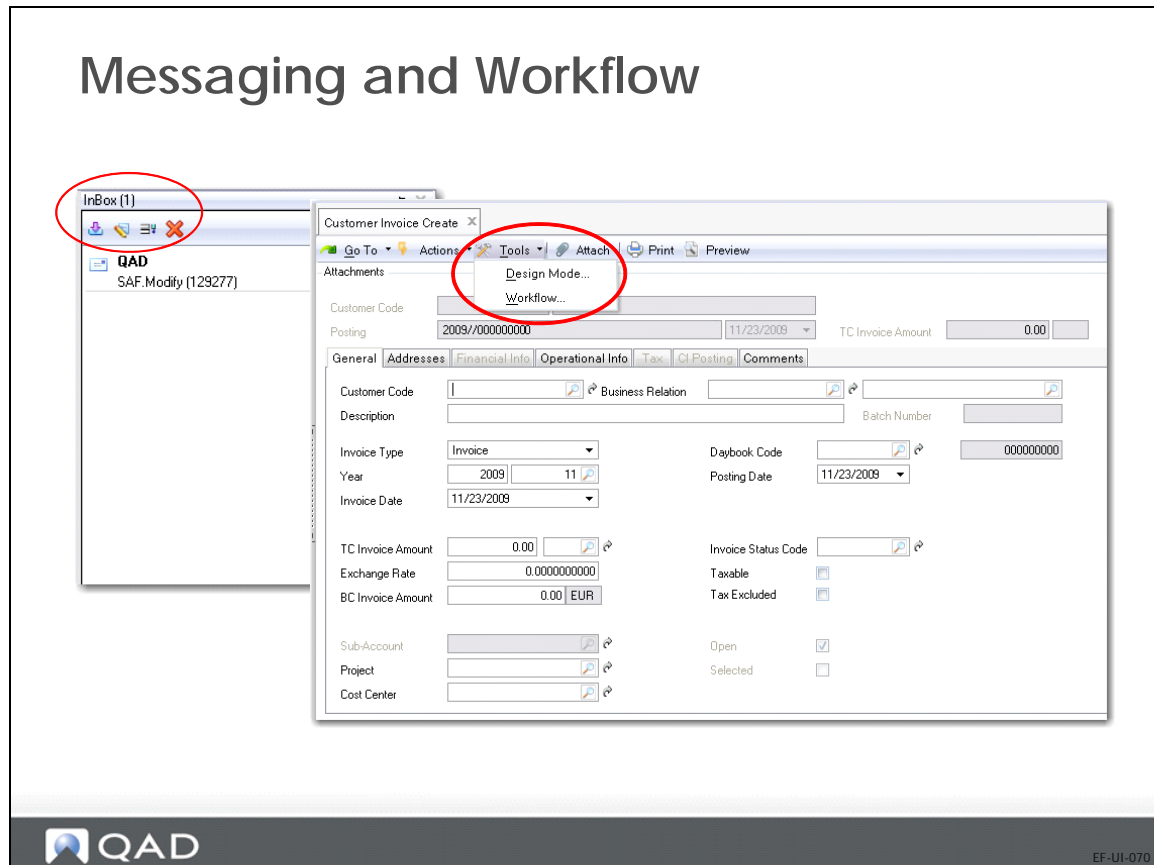 Messaging and Workflow
InBox (1)
QAD
SAF.Modify (129277)
Customer Invoice Create
Go To Actions Tools Attach Print Preview
Design Mode...
Workflow...
Attachments
Customer Code
Posting 2009//000000000 11/23/2009 TC Invoice Amount 0.00
General Addresses Financial Info Operational Info Tax CI Posting Comments
Customer Code Business Relation
Description Batch Number
Invoice Type Invoice Daybook Code 000000000
Year 2009 11 Posting Date 11/23/2009
Invoice Date 11/23/2009
TC Invoice Amount 0.00 Invoice Status Code
Exchange Rate 0.0000000000 Taxable
BC Invoice Amount 0.00 EUR Tax Excluded
Sub-Account Open
Project Selected
Cost Center
QAD
EF-UI-070